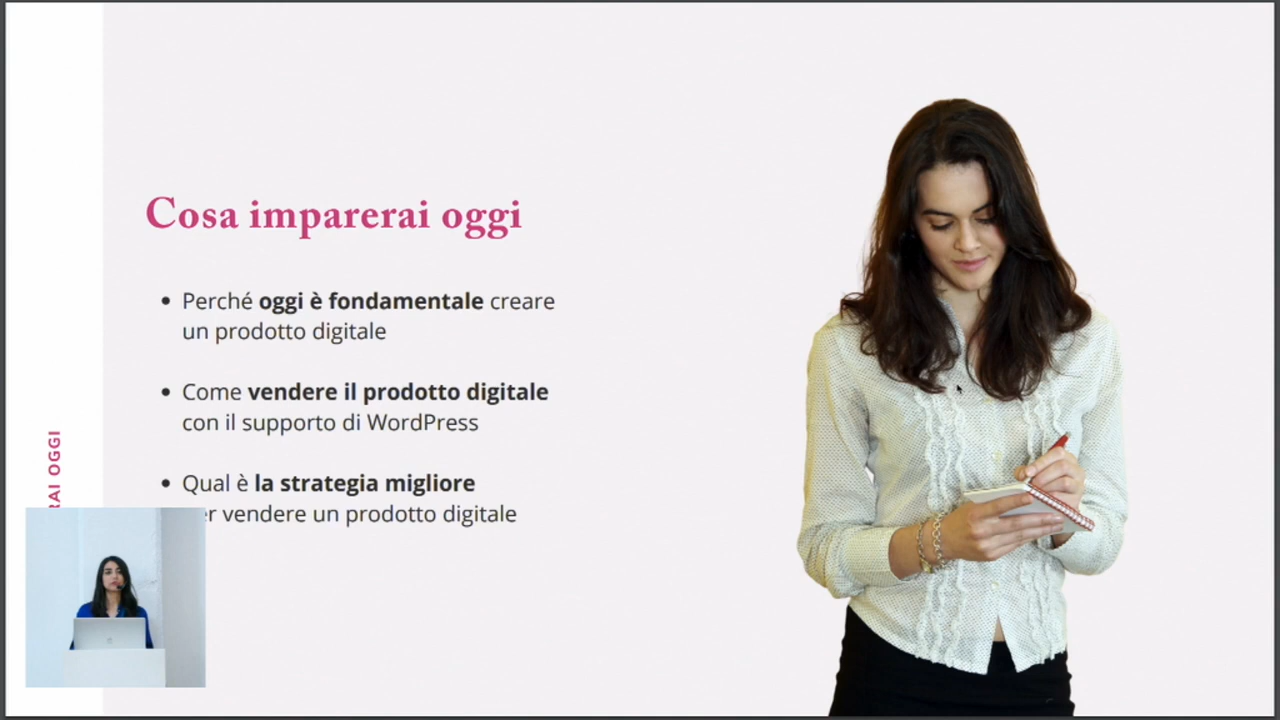 Cosa imparerai oggi
Perché oggi è fondamentale creare
un prodotto digitale
Come vendere il prodotto digitale
con il supporto di WordPress
Qual è la strategia migliore
vendere un prodotto digitale
OGGI